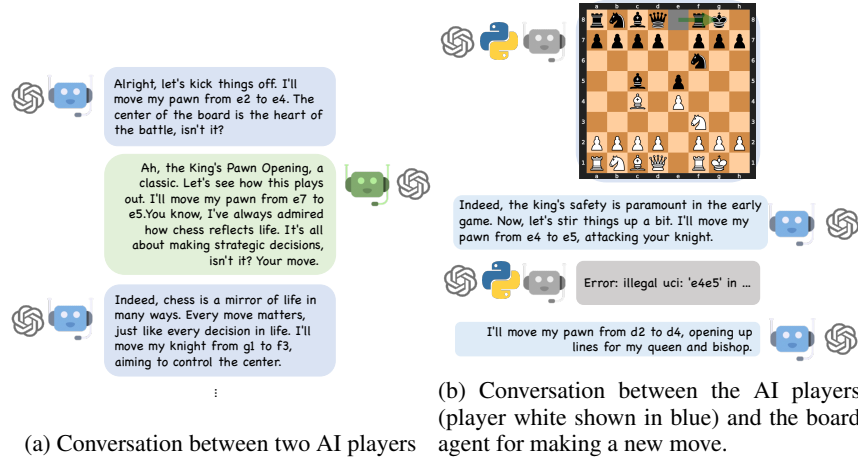 Alright, let's kick things off. I'll
move my pawn from e2 to e4. The
center of the board is the heart of
the battle, isn't it?
Ah, the King's Pawn Opening, a
classic. Let's see how this plays
out. I'll move my pawn from e7 to
e5.You know, I've always admired
how chess reflects life. It's all
about making strategic decisions,
isn't it? Your move.
Indeed, chess is a mirror of life in
many ways. Every move matters,
just like every decision in life. I'll
move my knight from g1 to f3,
aiming to control the center.
⋮
(a) Conversation between two AI players
a b c d e f g h
8 8
7 7
6 6
5 5
4 4
3 3
2 2
1 1
a b c d e f g h
Indeed, the king's safety is paramount in the early
game. Now, let's stir things up a bit. I'll move my
pawn from e4 to e5, attacking your knight.
Error: illegal uci: 'e4e5' in ...
I'll move my pawn from d2 to d4, opening up
lines for my queen and bishop.
(b) Conversation between the AI players
(player white shown in blue) and the board
agent for making a new move.